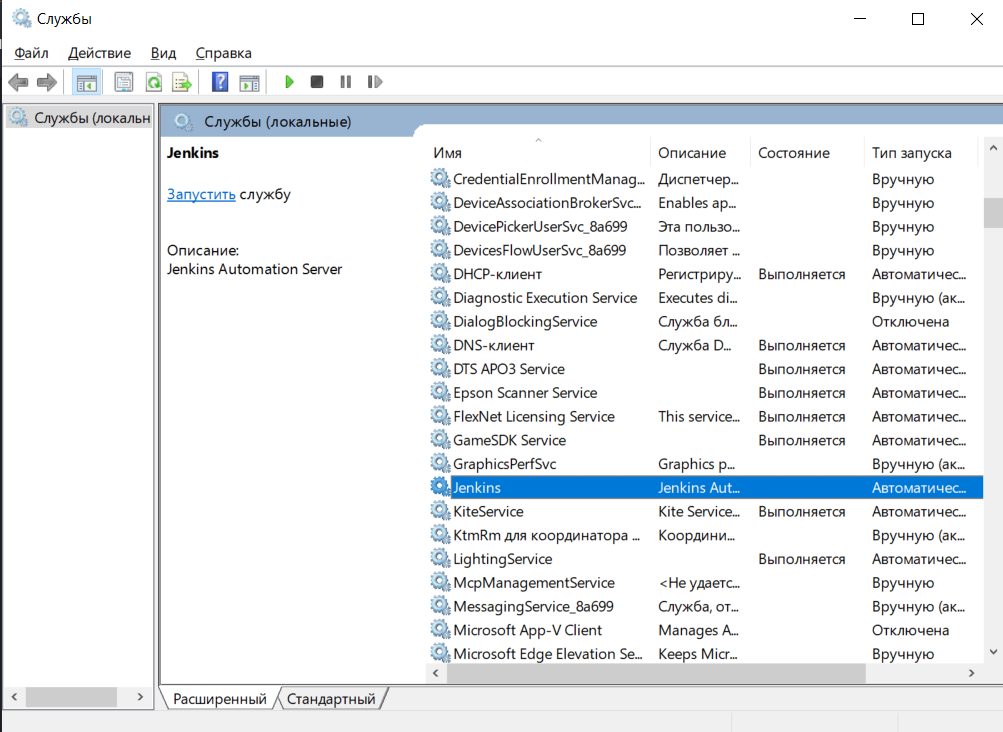 Службы
Файл Действие Вид Справка
Службы (локальн
Службы (локальные)
Jenkins
Запустить службу
Описание:
Jenkins Automation Server
Имя Описание Состояние Тип запуска
CredentialEnrollmentManag... Диспетчер... Вручную
DeviceAssociationBrokerSvc... Enables ap... Вручную
DevicePickerUserSvc_8a699 Эта пользо... Вручную
DevicesFlowUserSvc_8a699 Позволяет ... Вручную
DHCP-клиент Регистриру... Выполняется Автоматичес...
Diagnostic Execution Service Executes di... Вручную (ак...
DialogBlockingService Служба бл... Отключена
DNS-клиент Служба D... Выполняется Автоматичес...
DTS APO3 Service Выполняется Автоматичес...
Epson Scanner Service Выполняется Автоматичес...
FlexNet Licensing Service This service... Выполняется Автоматичес...
GameSDK Service Выполняется Автоматичес...
GraphicsPerfSvc Graphics p... Вручную (ак...
Jenkins Jenkins Aut... Автоматичес...
KiteService Kite Service... Выполняется Автоматичес...
KtmRm для координатора ... Координи... Вручную (ак...
LightingService Выполняется Автоматичес...
McpManagementService <Не удаетс... Вручную
MessagingService_8a699 Служба, от... Вручную (ак...
Microsoft App-V Client Manages A... Отключена
Microsoft Edge Elevation Se... Keeps Micr... Вручную
Расширенный Стандартный